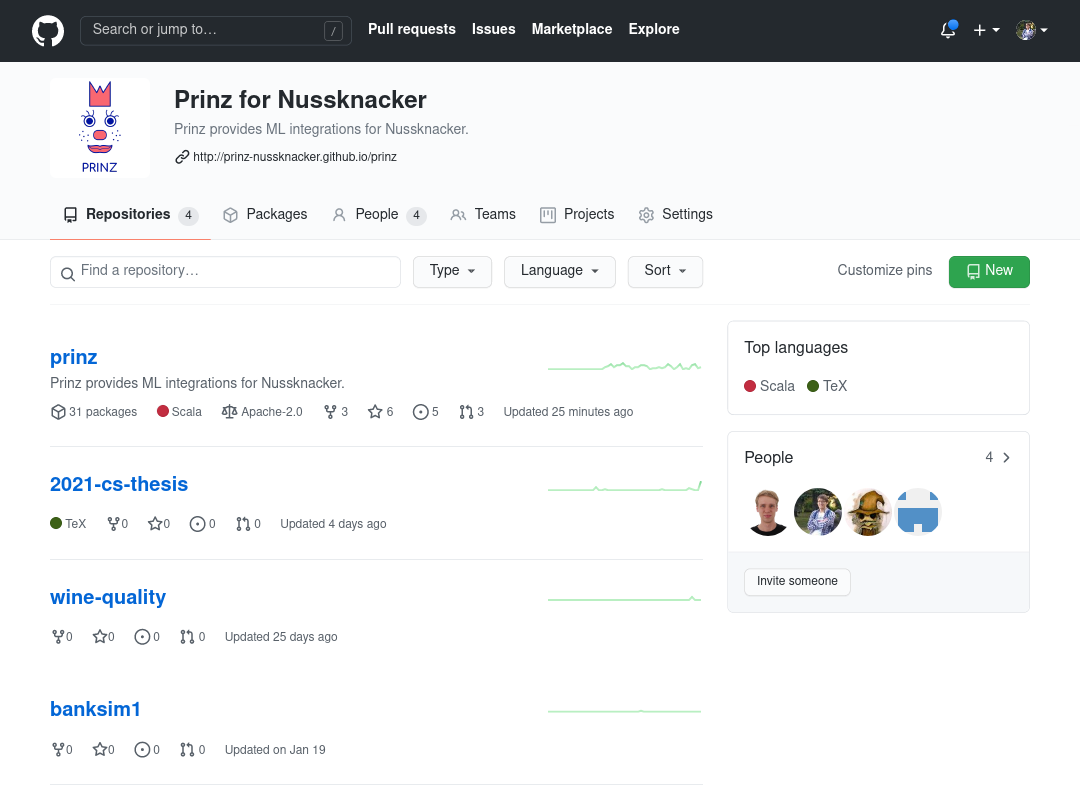 Search or jump to… /
Pull requests Issues Marketplace Explore
PRINZ
Prinz for Nussknacker
Prinz provides ML integrations for Nussknacker.
http://prinz-nussknacker.github.io/prinz
Repositories 4 Packages People 4 Teams Projects Settings
Find a repository… Type Language Sort Customize pins New
prinz
Prinz provides ML integrations for Nussknacker.
31 packages Scala Apache-2.0 3 6 5 3 Updated 25 minutes ago
2021-cs-thesis
TeX 0 0 0 0 Updated 4 days ago
wine-quality
0 0 0 0 Updated 25 days ago
banksim1
0 0 0 0 Updated on Jan 19
Top languages
Scala TeX
People 4
Invite someone